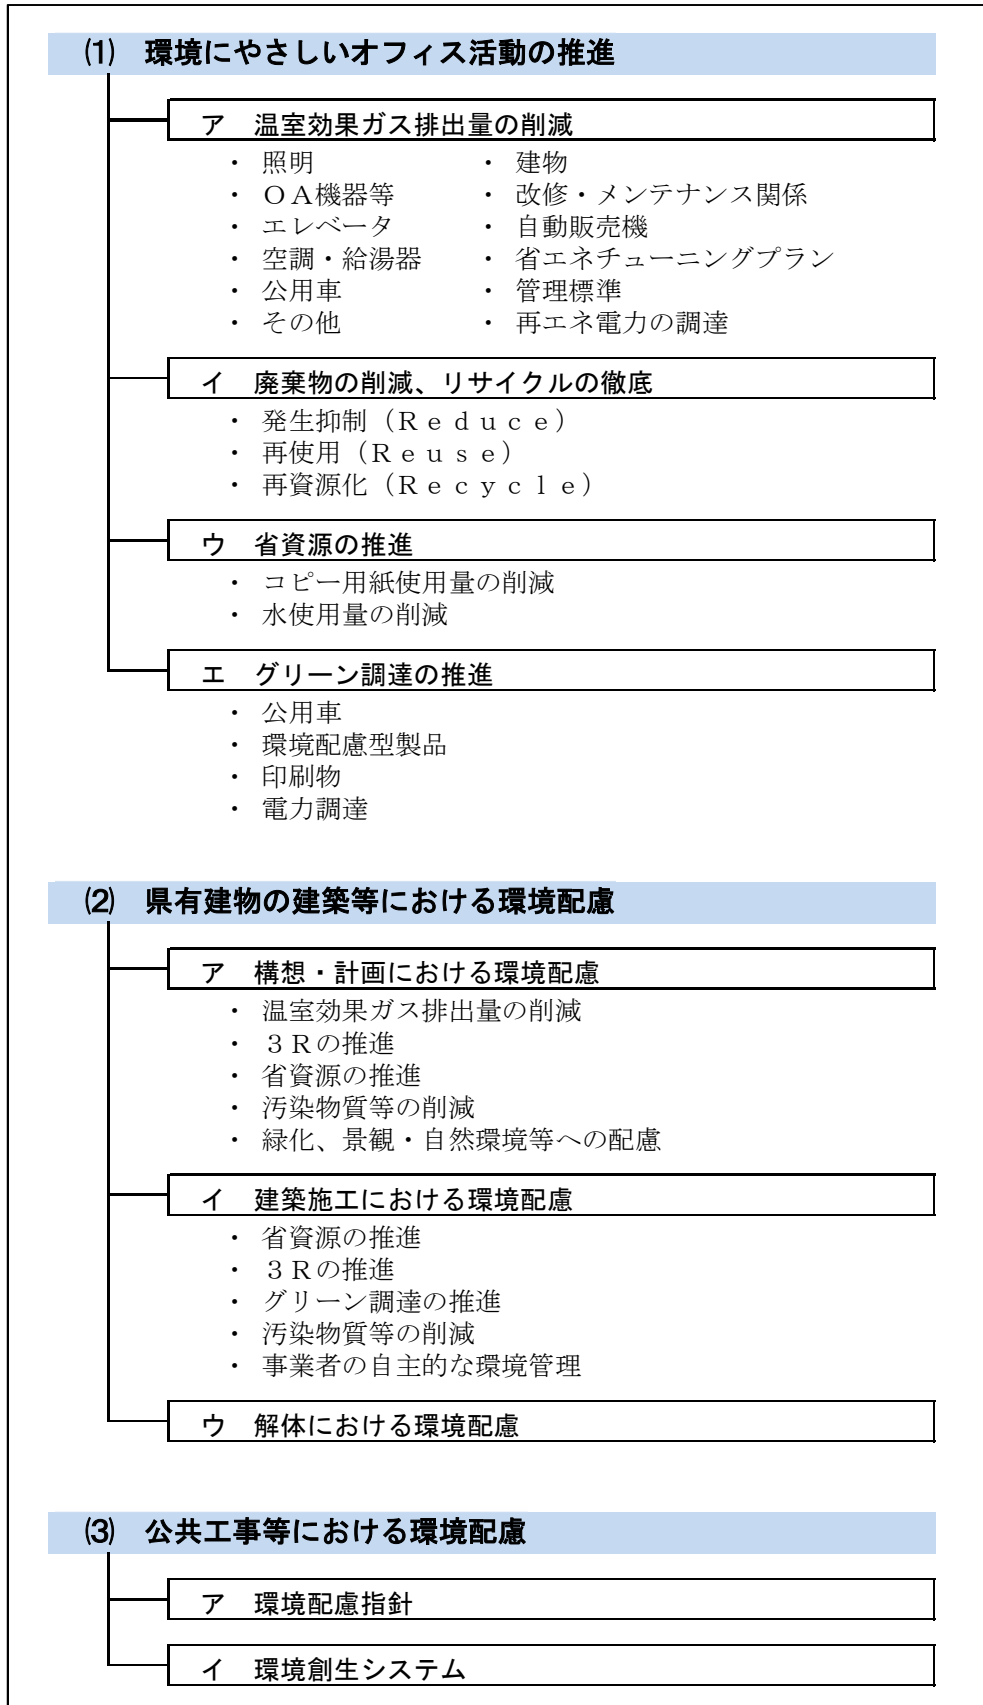 ⑴　環境にやさしいオフィス活動の推進
ア　温室効果ガス排出量の削減
・ 照明　・ 建物
・ ＯＡ機器等　・ 改修・メンテナンス関係
・ エレベータ　・ 自動販売機
・ 空調・給湯器　・ 省エネチューニングプラン
・ 公用車　・ 管理標準
・ その他　・ 再エネ電力の調達
イ　廃棄物の削減、リサイクルの徹底
・ 発生抑制（Ｒｅｄｕｃｅ）
・ 再使用（Ｒｅｕｓｅ）
・ 再資源化（Ｒｅｃｙｃｌｅ）
ウ　省資源の推進
・ コピー用紙使用量の削減
・ 水使用量の削減
エ　グリーン調達の推進
・ 公用車
・ 環境配慮型製品
・ 印刷物
・ 電力調達
⑵　県有建物の建築等における環境配慮
ア　構想・計画における環境配慮
・ 温室効果ガス排出量の削減
・ ３Ｒの推進
・ 省資源の推進
・ 汚染物質等の削減
・ 緑化、景観・自然環境等への配慮
イ　建築施工における環境配慮
・ 省資源の推進
・ ３Ｒの推進
・ グリーン調達の推進
・ 汚染物質等の削減
・ 事業者の自主的な環境管理
ウ　解体における環境配慮
⑶　公共工事等における環境配慮
ア　環境配慮指針
イ　環境創生システム